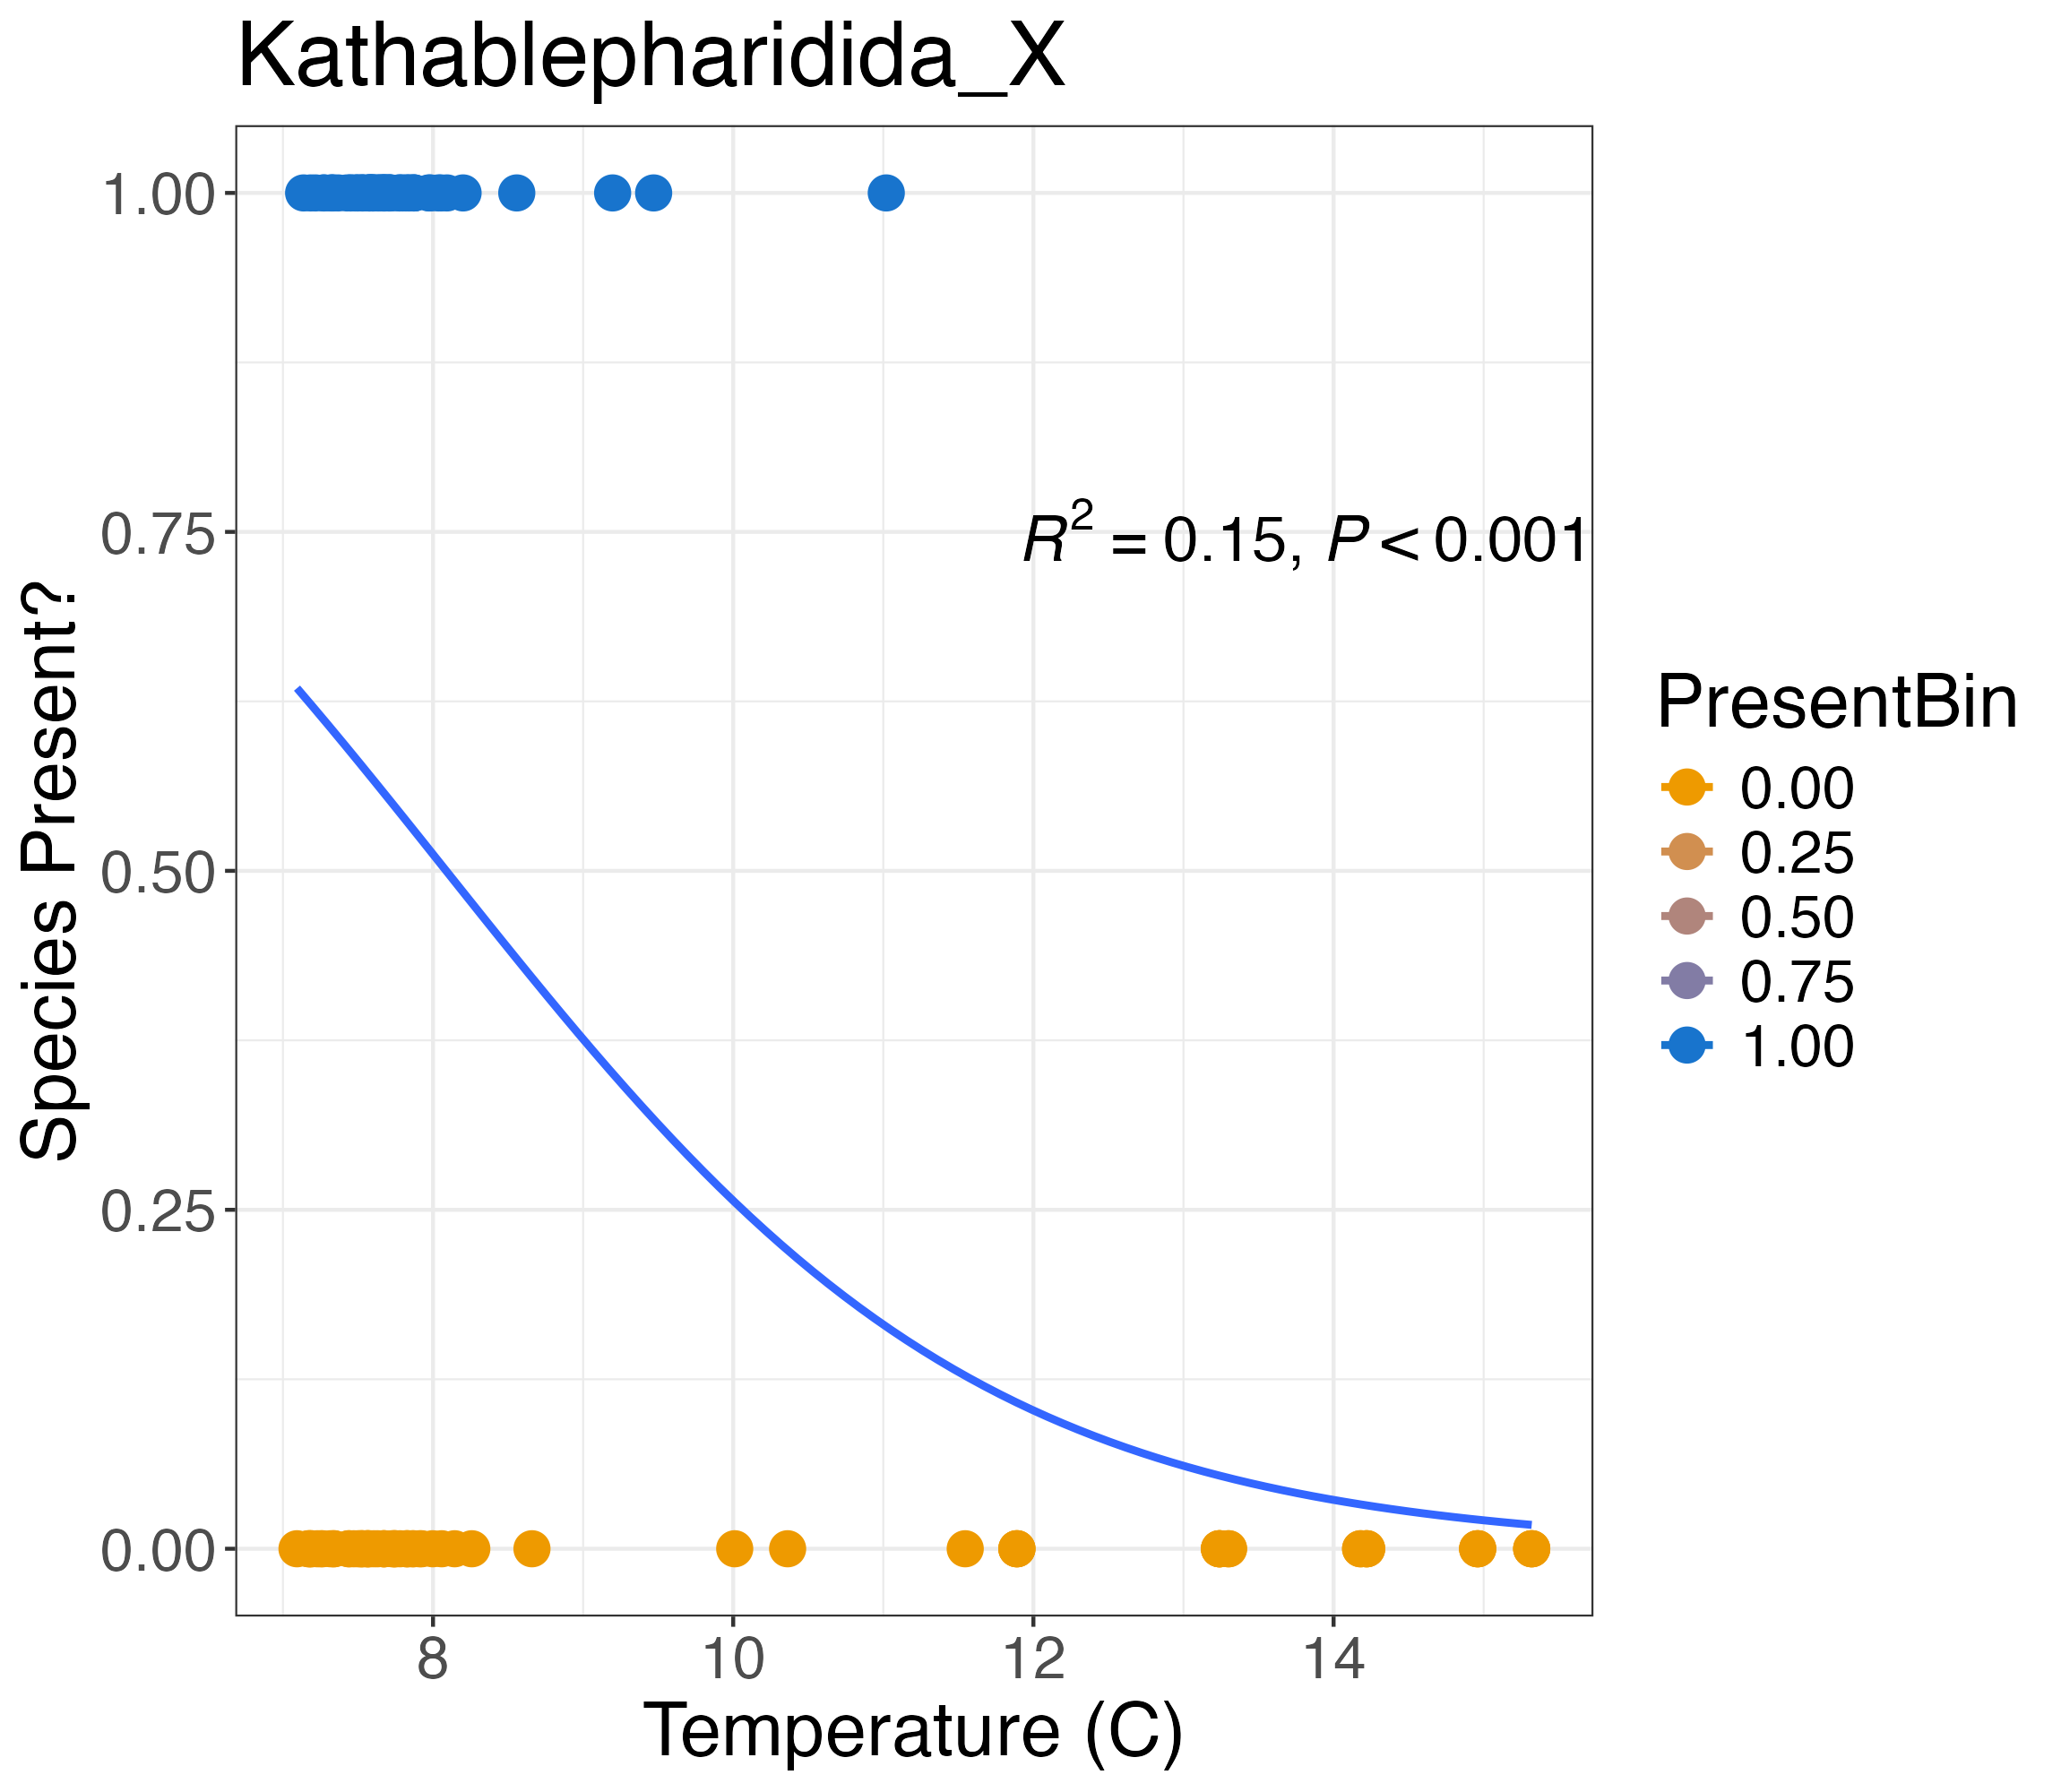 Kathablepharidida_X
1.00
0.75
0.50
0.25
0.00
Species Present?
R² = 0.15, P < 0.001
8 10 12 14
Temperature (C)
PresentBin
0.00
0.25
0.50
0.75
1.00